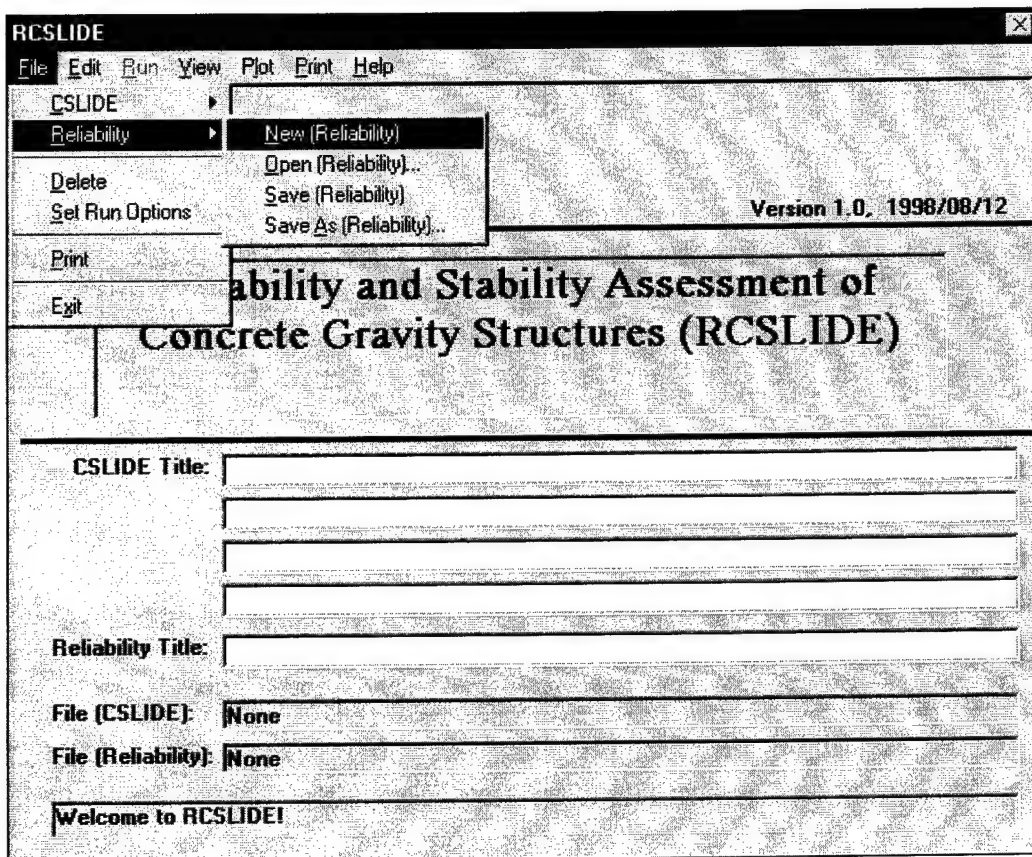 RCSLIDE
File Edit Run View Plot Print Help
CSLIDE
Reliability
New (Reliability)
Open (Reliability)...
Save (Reliability)
Save As (Reliability)...
Delete
Set Run Options
Print
Exit
Version 1.0, 1998/08/12
ability and Stability Assessment of
Concrete Gravity Structures (RCSLIDE)
CSLIDE Title:
Reliability Title:
File (CSLIDE): None
File (Reliability): None
Welcome to RCSLIDE!